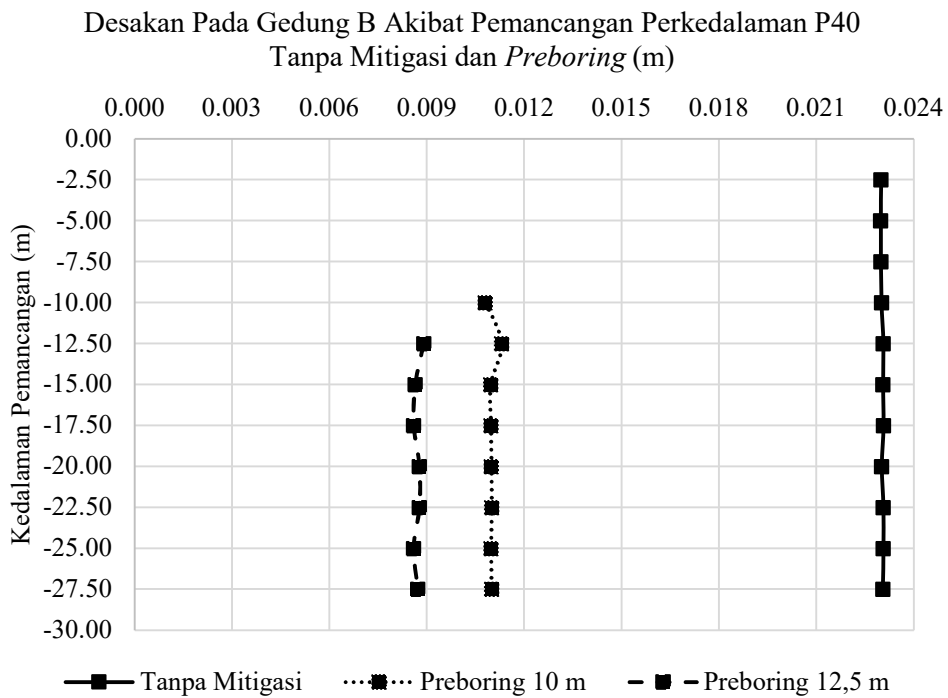 Desakan Pada Gedung B Akibat Pemancangan Perkedalaman P40
Tanpa Mitigasi dan Preboring (m)
0.000 0.003 0.006 0.009 0.012 0.015 0.018 0.021 0.024
Kedalaman Pemancangan (m)
0.00
-2.50
-5.00
-7.50
-10.00
-12.50
-15.00
-17.50
-20.00
-22.50
-25.00
-27.50
-30.00
Tanpa Mitigasi Preboring 10 m Preboring 12,5 m